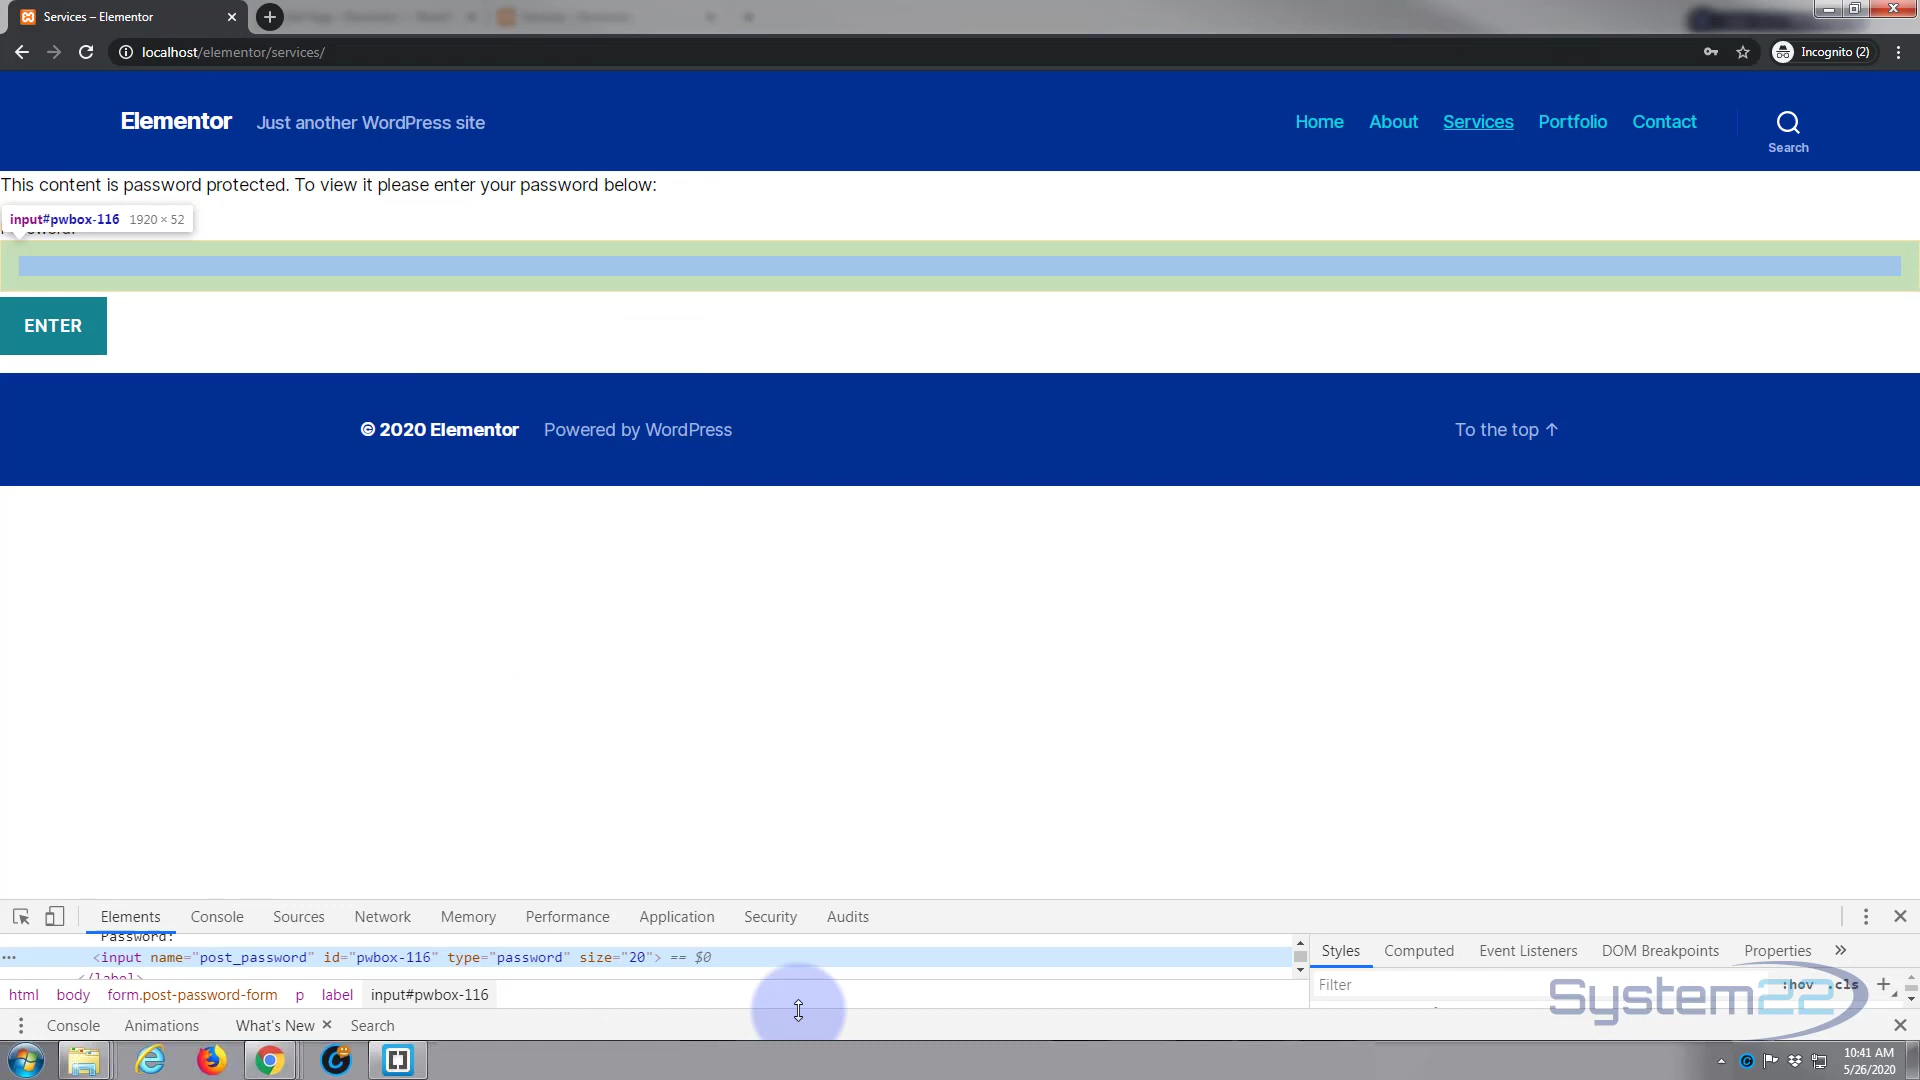 Services – Elementor
localhost/elementor/services/
Incognito (2)
Elementor
Just another WordPress site
Home
About
Services
Portfolio
Contact
Search
This content is password protected. To view it please enter your password below:
input#pwbox-116 1920 × 52
ENTER
© 2020 Elementor
Powered by WordPress
To the top ↑
Elements
Console
Sources
Network
Memory
Performance
Application
Security
Audits
Password:
<input name="post_password" id="pwbox-116" type="password" size="20"> == $0
</label>
Styles
Computed
Event Listeners
DOM Breakpoints
Properties
Filter
:hov
.cls
html
body
form.post-password-form
p
label
input#pwbox-116
System22
Console
Animations
What's New
Search
10:41 AM
5/26/2020